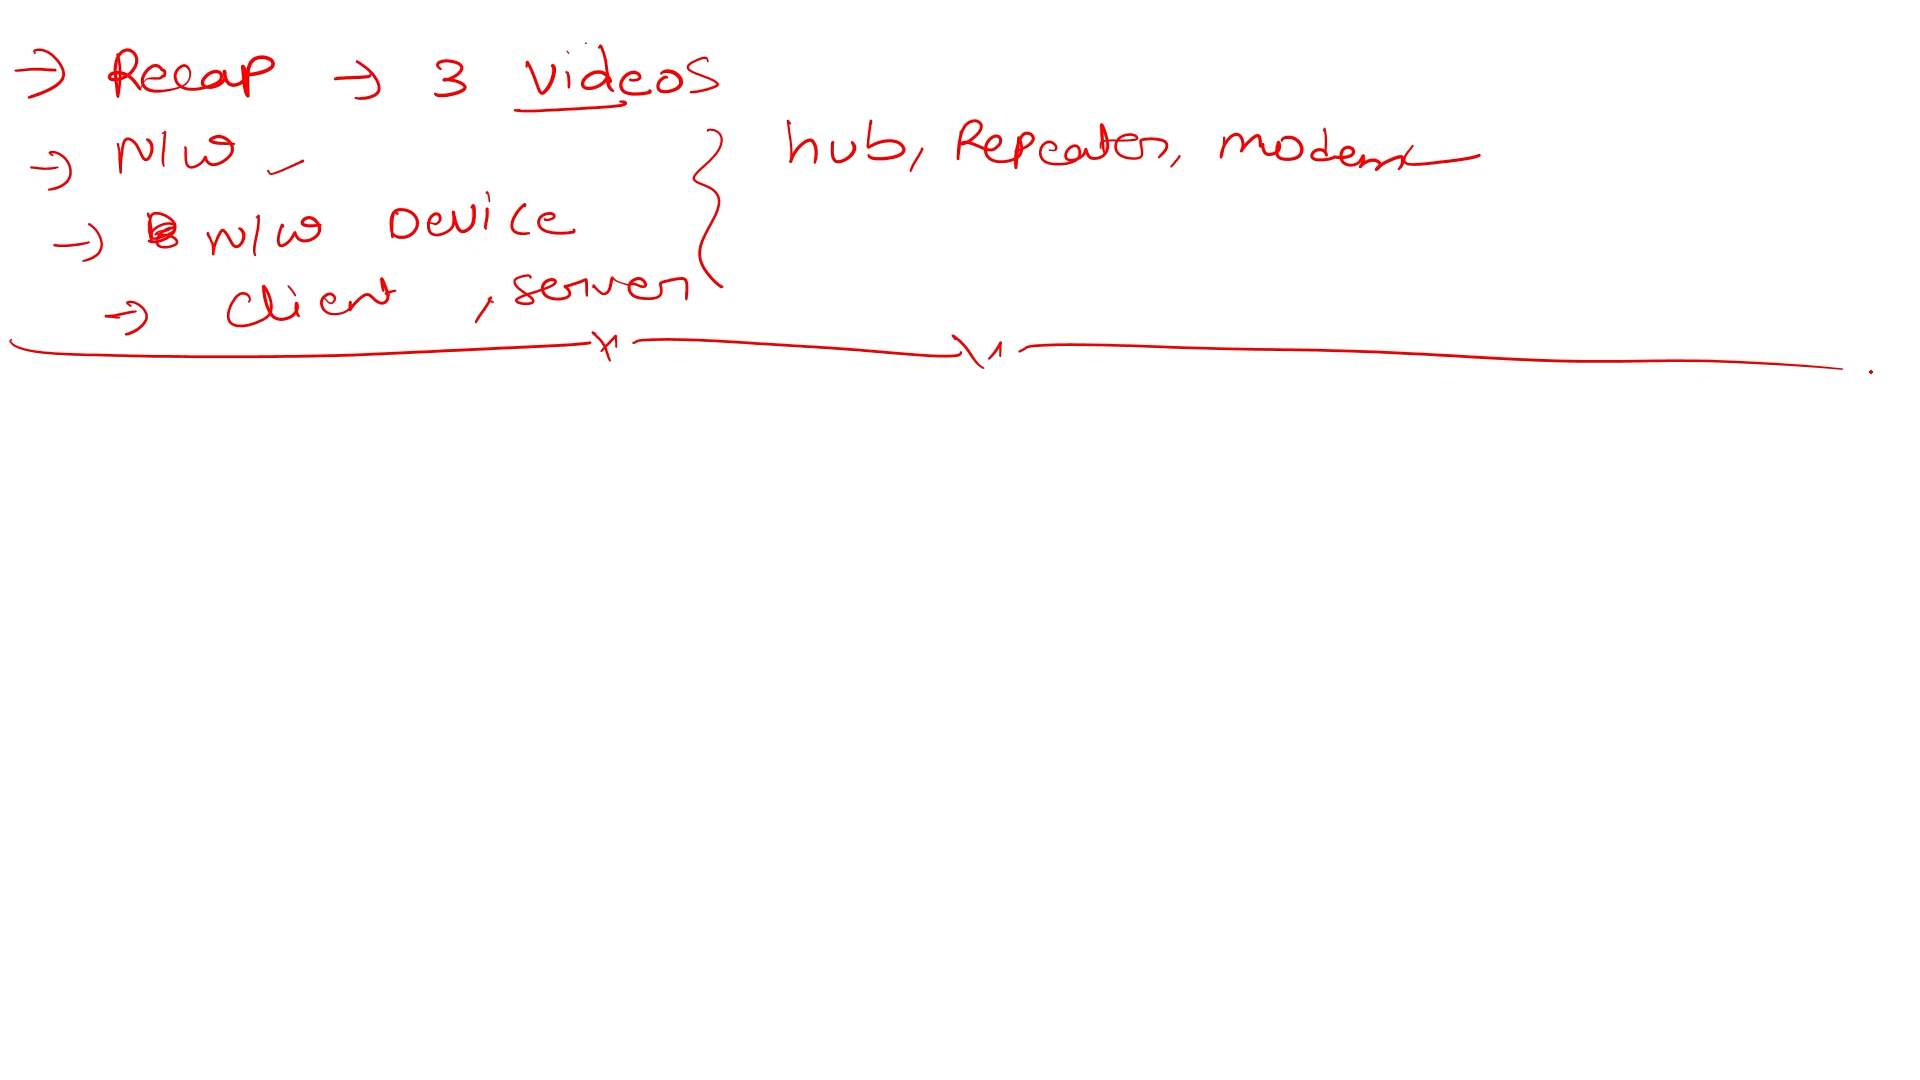 → Recap → 3 videos
→ N/W
→ N/W Device
→ Client, server
hub, Repeater, modem